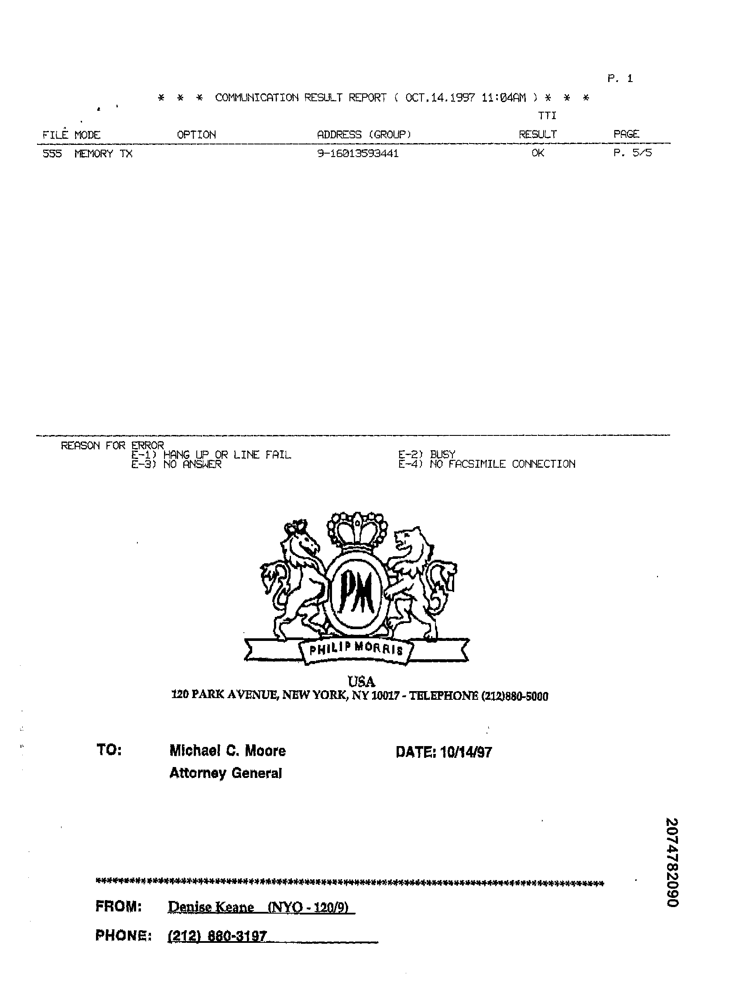 P. 1
* * * COMMUNICATION RESULT REPORT ( OCT.14.1997 11:04AM ) * * *
TTI
FILE MODE OPTION ADDRESS (GROUP) RESULT PAGE
555 MEMORY TX 9-16013593441 OK P. 5/5
REASON FOR ERROR
E-1) HANG UP OR LINE FAIL E-2) BUSY
E-3) NO ANSWER E-4) NO FACSIMILE CONNECTION
PM
PHILIP MORRIS
USA
120 PARK AVENUE, NEW YORK, NY 10017 - TELEPHONE (212)880-5000
TO: Michael C. Moore DATE: 10/14/97
Attorney General
2074782090
FROM: Denise Keane (NYO - 120/9)
PHONE: (212) 880-3197